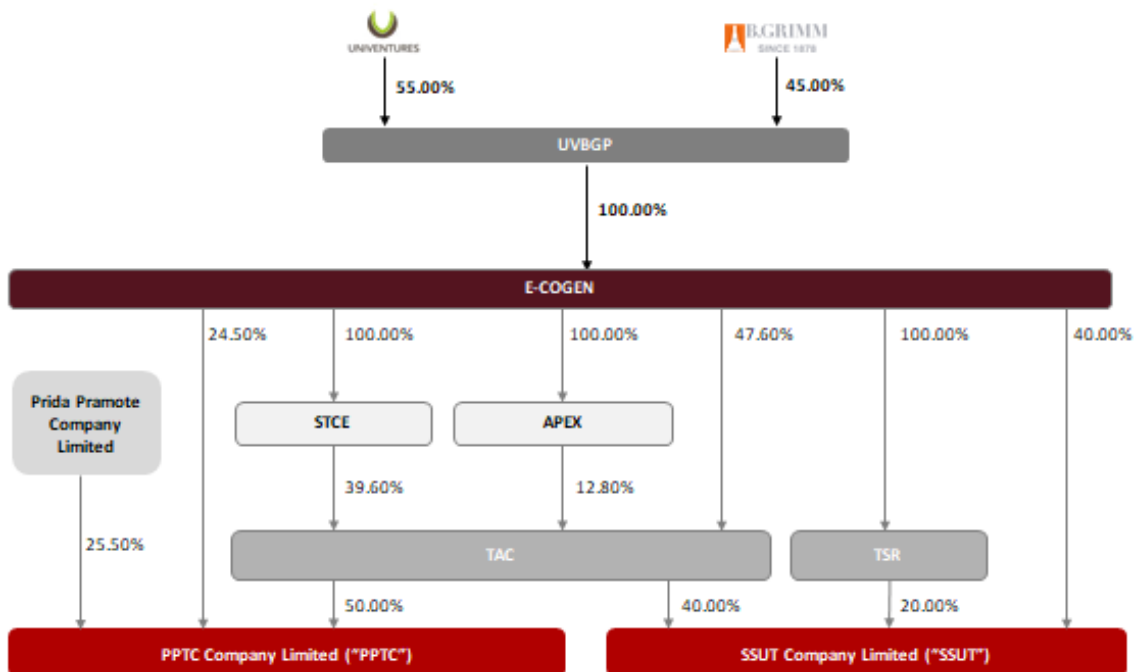 UNIVENTURES
B.GRIMM
SINCE 1878
55.00%
45.00%
UVBGP
100.00%
E-COGEN
24.50%
100.00%
100.00%
47.60%
100.00%
40.00%
Prida Pramote
Company
Limited
STCE
APEX
39.60%
12.80%
25.50%
TAC
TSR
50.00%
40.00%
20.00%
PPTC Company Limited ("PPTC")
SSUT Company Limited ("SSUT")